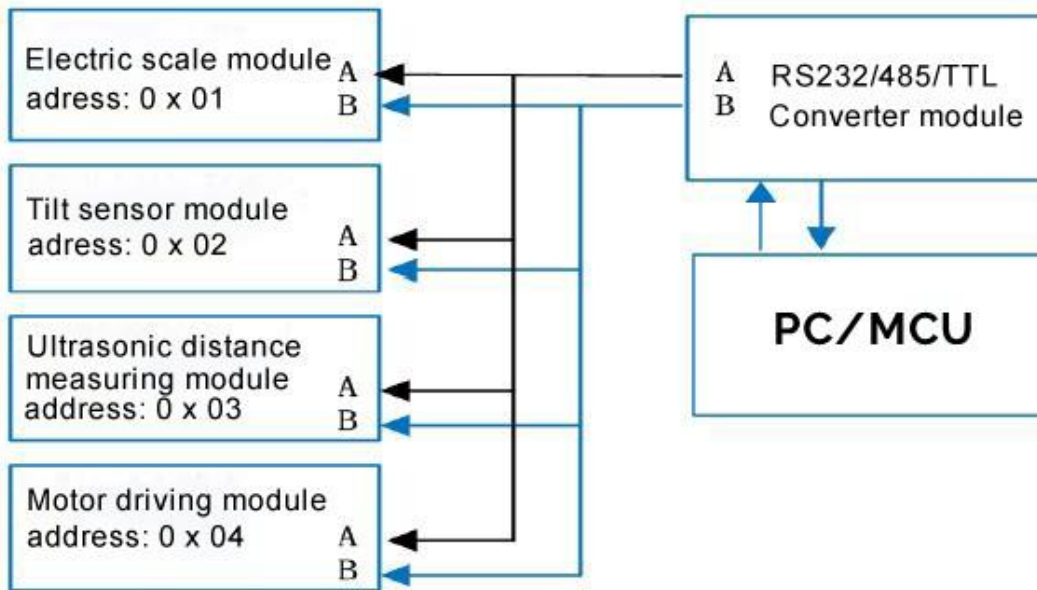 Electric scale module
adress: 0 x 01
A
B
Tilt sensor module
adress: 0 x 02
A
B
Ultrasonic distance
measuring module
address: 0 x 03
A
B
Motor driving module
address: 0 x 04
A
B
A RS232/485/TTL
B Converter module
PC/MCU